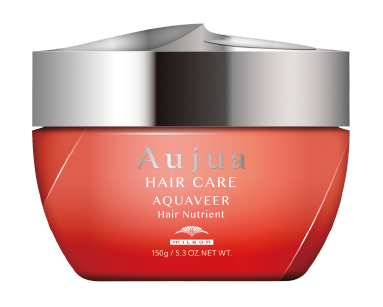 Aujua
HAIR CARE
AQUAVEER
Hair Nutrient
MILBON
150g / 5.3 OZ.NET WT.